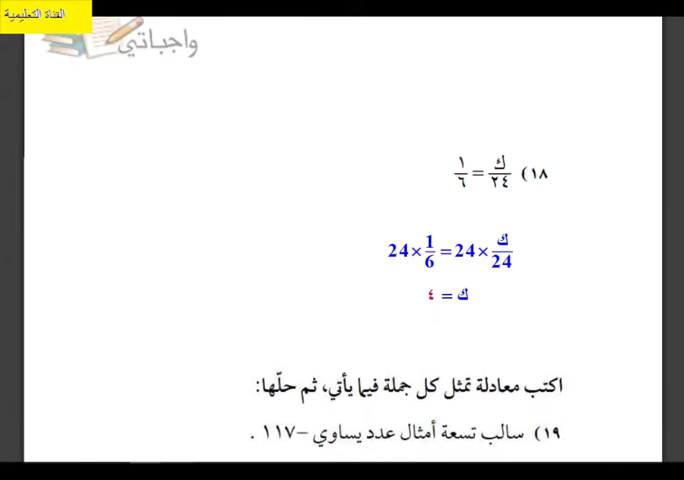 القناة التعليمية
واجباتي
١٨) ك/٢٤ = ١/٦
24 × ك/24 = 24 × 1/6
ك = ٤
اكتب معادلة تمثل كل جملة فيما يأتي، ثم حلّها:
١٩) سالب تسعة أمثال عدد يساوي –١١٧ .